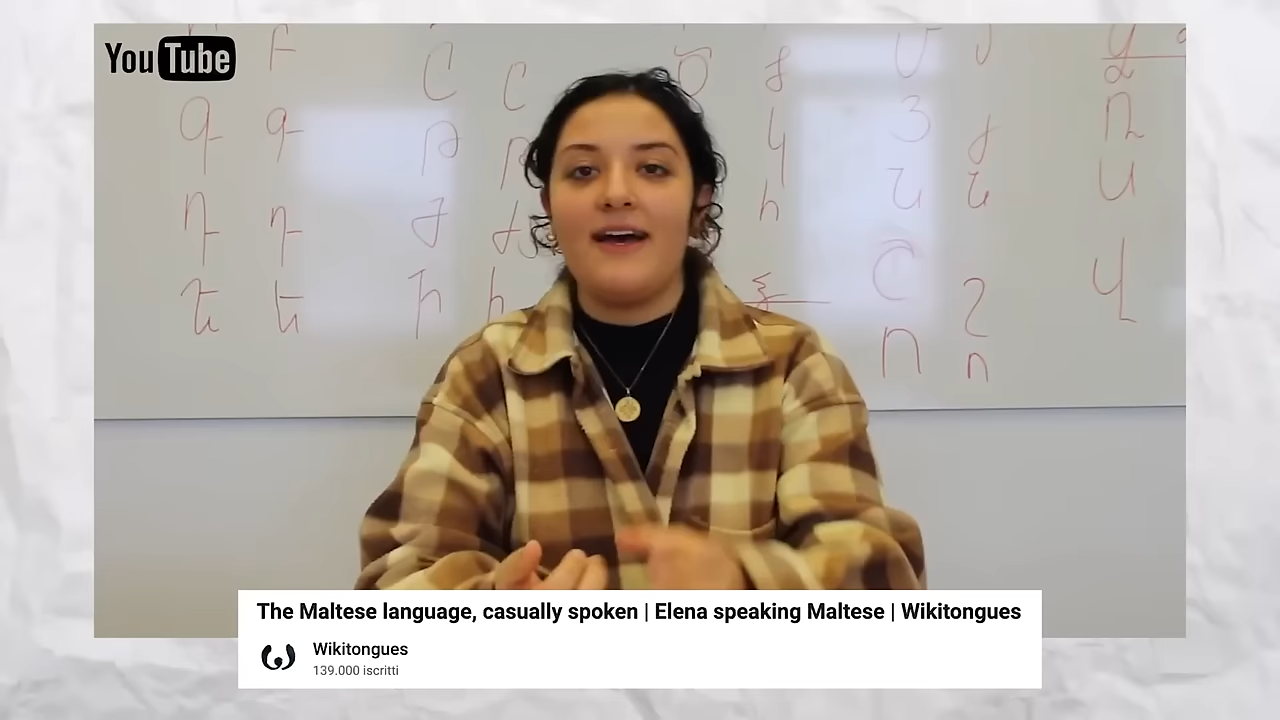 YouTube
Գ գ
Դ դ
Ե ե
Ժ ժ
Ի ի
կ
հ
Ո ո
Ռ
Ս
Վ
The Maltese language, casually spoken | Elena speaking Maltese | Wikitongues
Wikitongues
139.000 iscritti